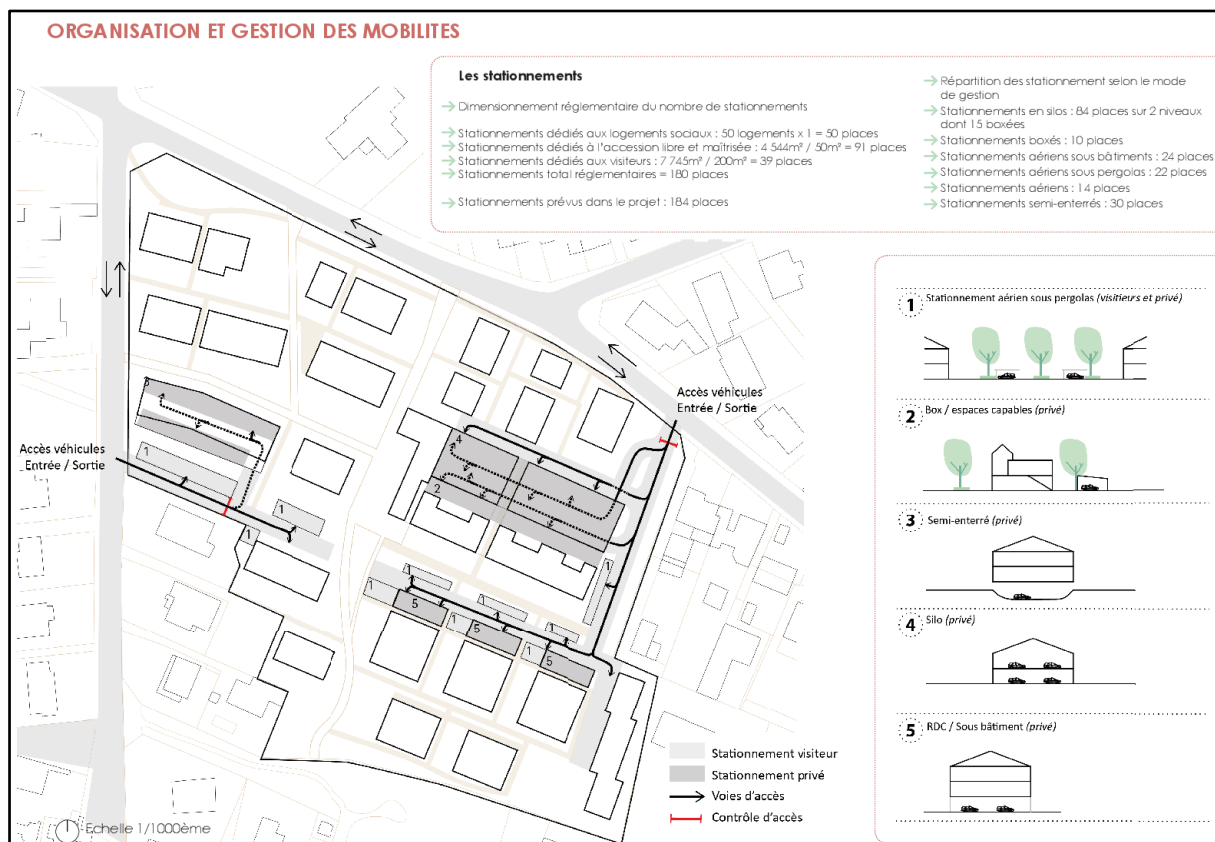 ORGANISATION ET GESTION DES MOBILITES
Les stationnements
Dimensionnement réglementaire du nombre de stationnements
Stationnements dédiés aux logements sociaux : 50 logements x 1 = 50 places
Stationnements dédiés à l'accession libre et maîtrisée : 4 544m² / 50m² = 91 places
Stationnements dédiés aux visiteurs : 7 745m² / 200m² = 39 places
Stationnements total réglementaires = 180 places
Stationnements prévus dans le projet : 184 places
Répartition des stationnement selon le mode
de gestion
Stationnements en silos : 84 places sur 2 niveaux
dont 15 boxées
Stationnements boxés : 10 places
Stationnements aériens sous bâtiments : 24 places
Stationnements aériens sous pergolas : 22 places
Stationnements aériens : 14 places
Stationnements semi-enterrés : 30 places
1 Stationnement aérien sous pergolas (visitieurs et privé)
2 Box / espaces capables (privé)
3 Semi-enterré (privé)
4 Silo (privé)
5 RDC / Sous bâtiment (privé)
Accès véhicules
Entrée / Sortie
Accès véhicules
Entrée / Sortie
3
1
1
1
4
2
1
1
1
1
1
5
1
5
1
5
Stationnement visiteur
Stationnement privé
Voies d'accès
Contrôle d'accès
Echelle 1/1000ème